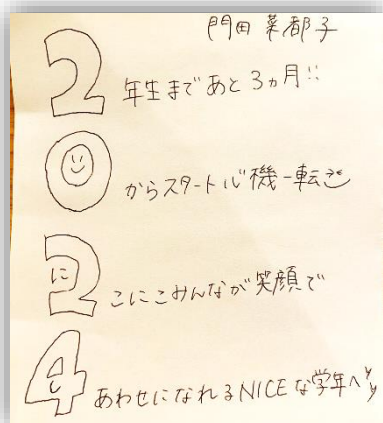 門田 菜都子
2年生まであと3ヵ月!!
0からスタート心機一転
2にこにこみんなが笑顔で
4しあわせになれるNICEな学年へ